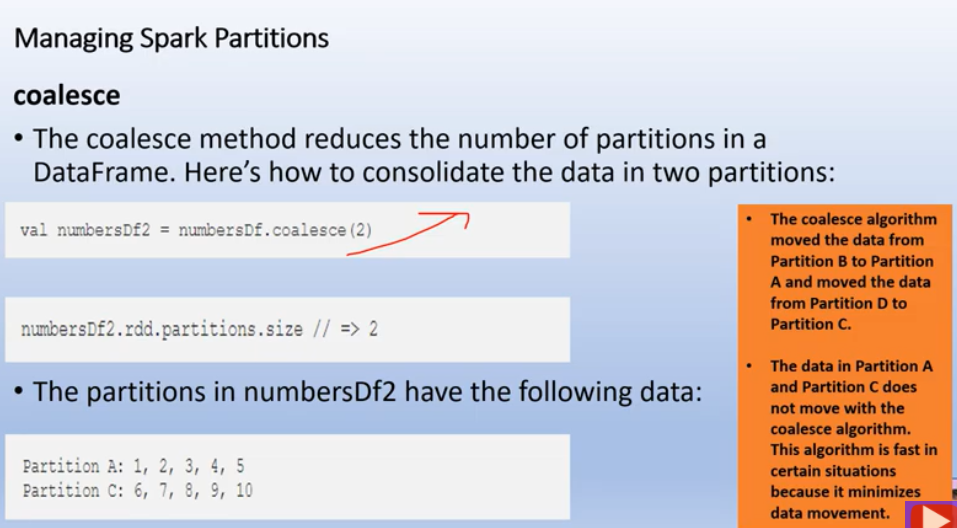 Managing Spark Partitions
coalesce
• The coalesce method reduces the number of partitions in a
DataFrame. Here's how to consolidate the data in two partitions:
val numbersDf2 = numbersDf.coalesce(2)
numbersDf2.rdd.partitions.size // => 2
• The partitions in numbersDf2 have the following data:
Partition A: 1, 2, 3, 4, 5
Partition C: 6, 7, 8, 9, 10
• The coalesce algorithm
moved the data from
Partition B to Partition
A and moved the data
from Partition D to
Partition C.
• The data in Partition A
and Partition C does
not move with the
coalesce algorithm.
This algorithm is fast in
certain situations
because it minimizes
data movement.